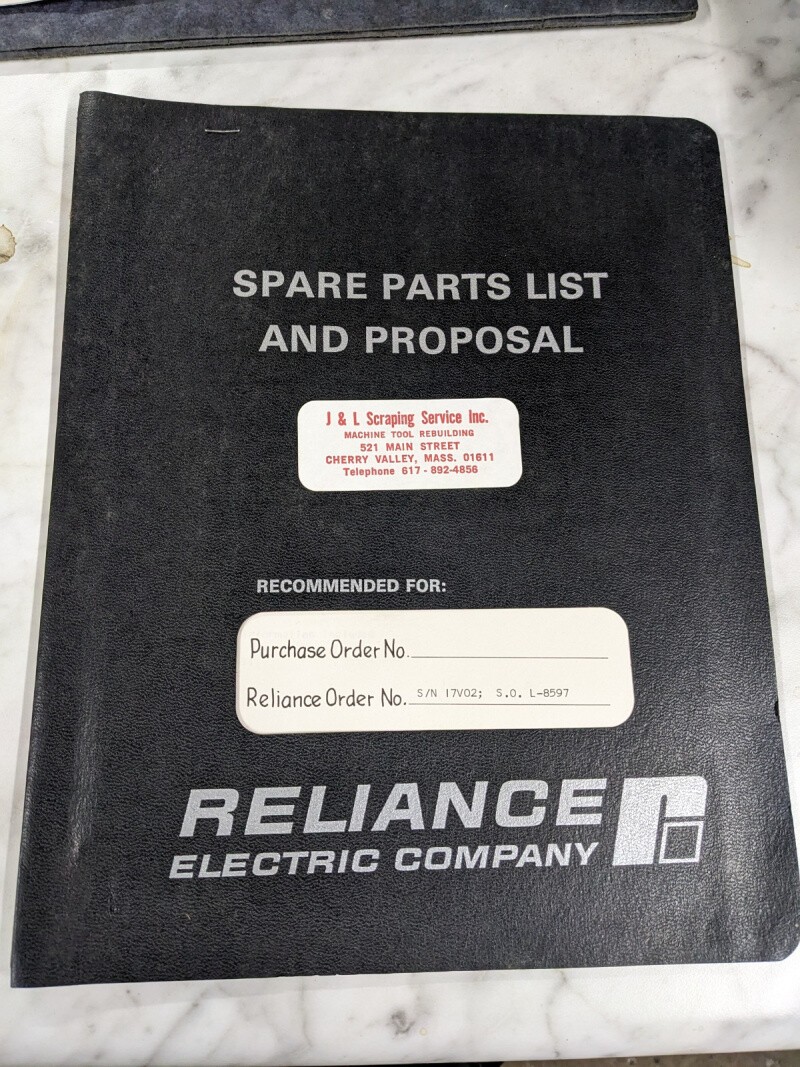 SPARE PARTS LIST
AND PROPOSAL
J & L Scraping Service Inc.
MACHINE TOOL REBUILDING
521 MAIN STREET
CHERRY VALLEY, MASS. 01611
Telephone 617 - 892-4856
RECOMMENDED FOR:
Purchase Order No.
Reliance Order No. S/N 17V02; S.O. L-8597
RELIANCE
ELECTRIC COMPANY